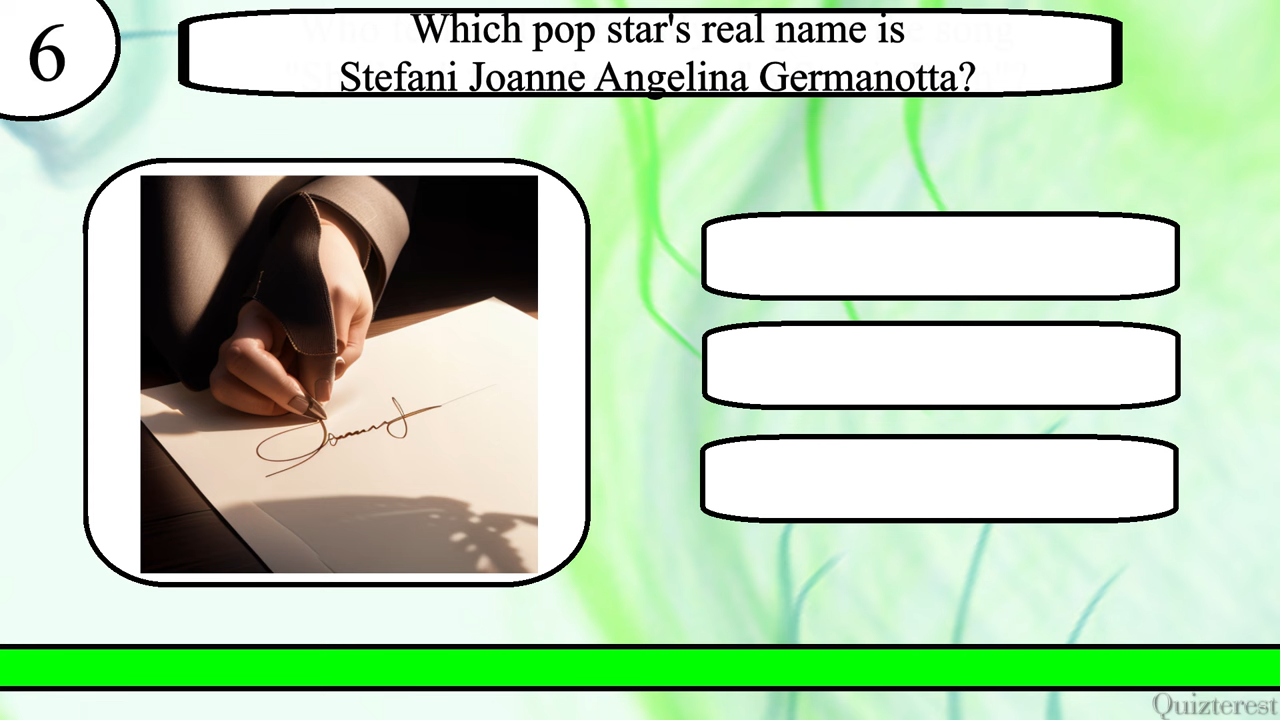 6
Which pop star's real name is
Stefani Joanne Angelina Germanotta?
Quizterest